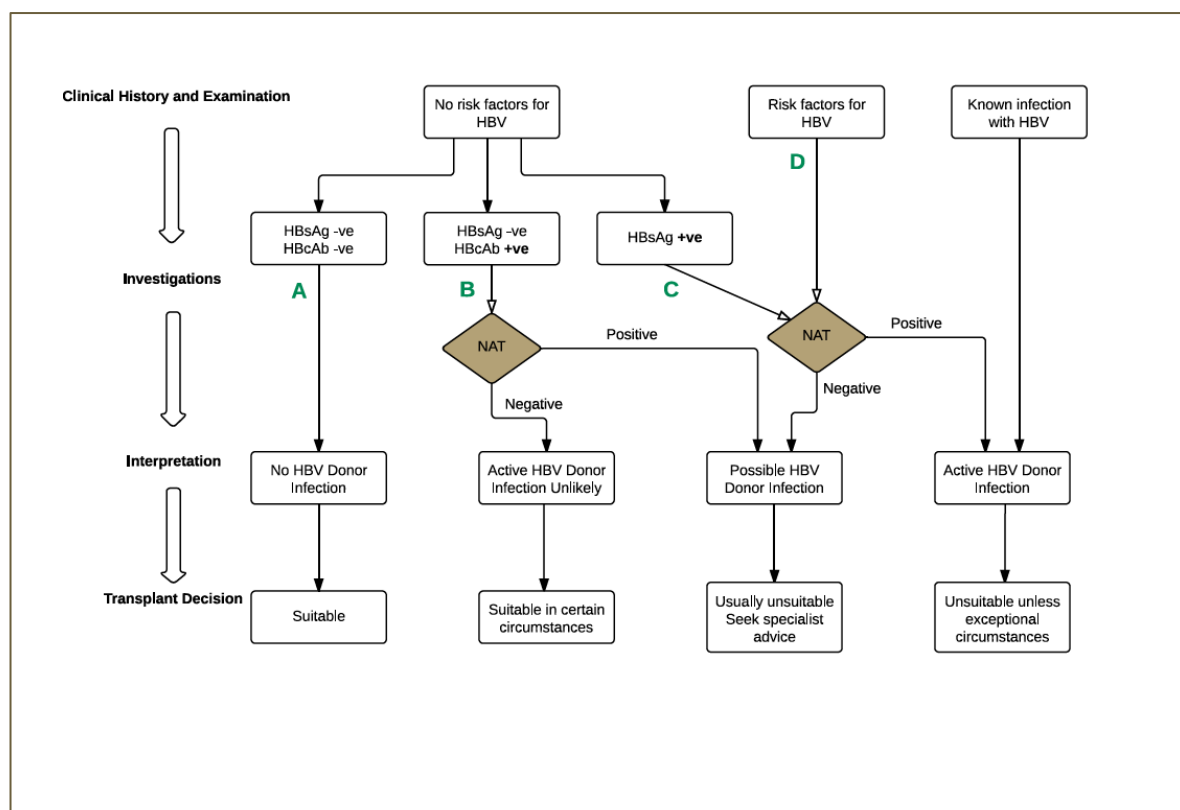 Clinical History and Examination
No risk factors for
HBV
Risk factors for
HBV
Known infection
with HBV
D
HBsAg -ve
HBcAb -ve
HBsAg -ve
HBcAb +ve
HBsAg +ve
Investigations
A
B
C
NAT
Positive
NAT
Positive
Negative
Negative
Interpretation
No HBV Donor
Infection
Active HBV Donor
Infection Unlikely
Possible HBV
Donor Infection
Active HBV Donor
Infection
Transplant Decision
Suitable
Suitable in certain
circumstances
Usually unsuitable
Seek specialist
advice
Unsuitable unless
exceptional
circumstances